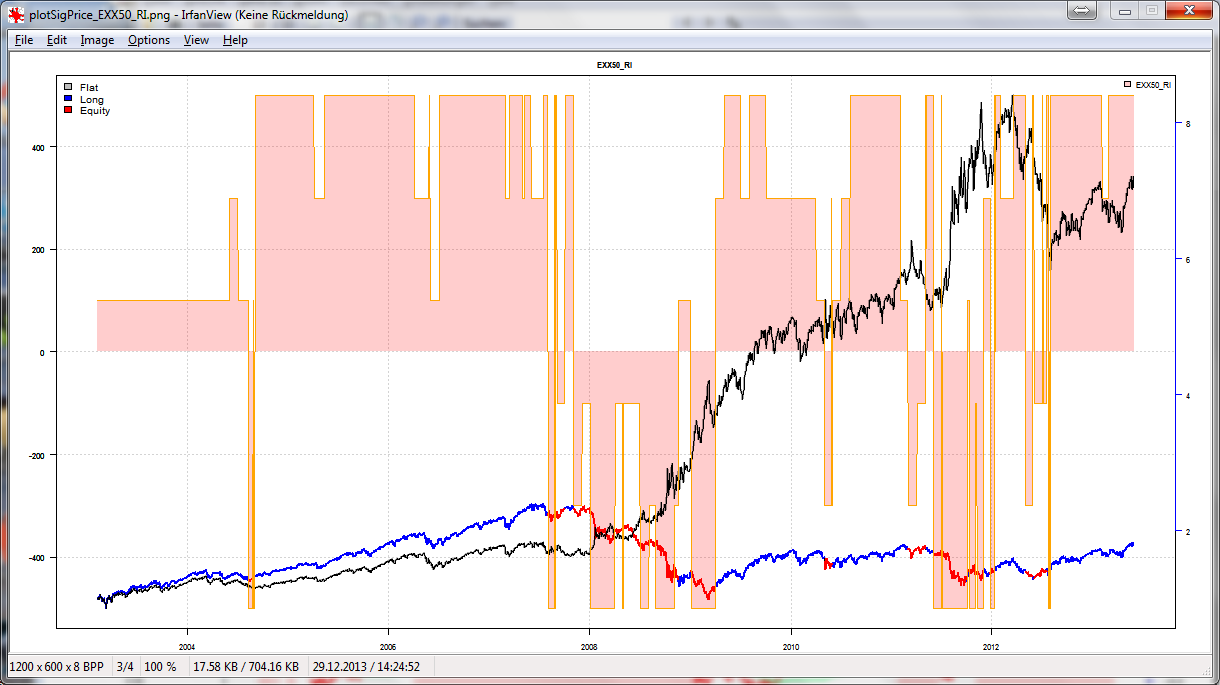 plotSigPrice_EXX50_RI.png - IrfanView (Keine Rückmeldung)
File Edit Image Options View Help
EXX50_RI
Flat
Long
Equity
EXX50_RI
400
200
0
-200
-400
8
6
4
2
2004 2006 2008 2010 2012
1200 x 600 x 8 BPP 3/4 100 % 17.58 KB / 704.16 KB 29.12.2013 / 14:24:52